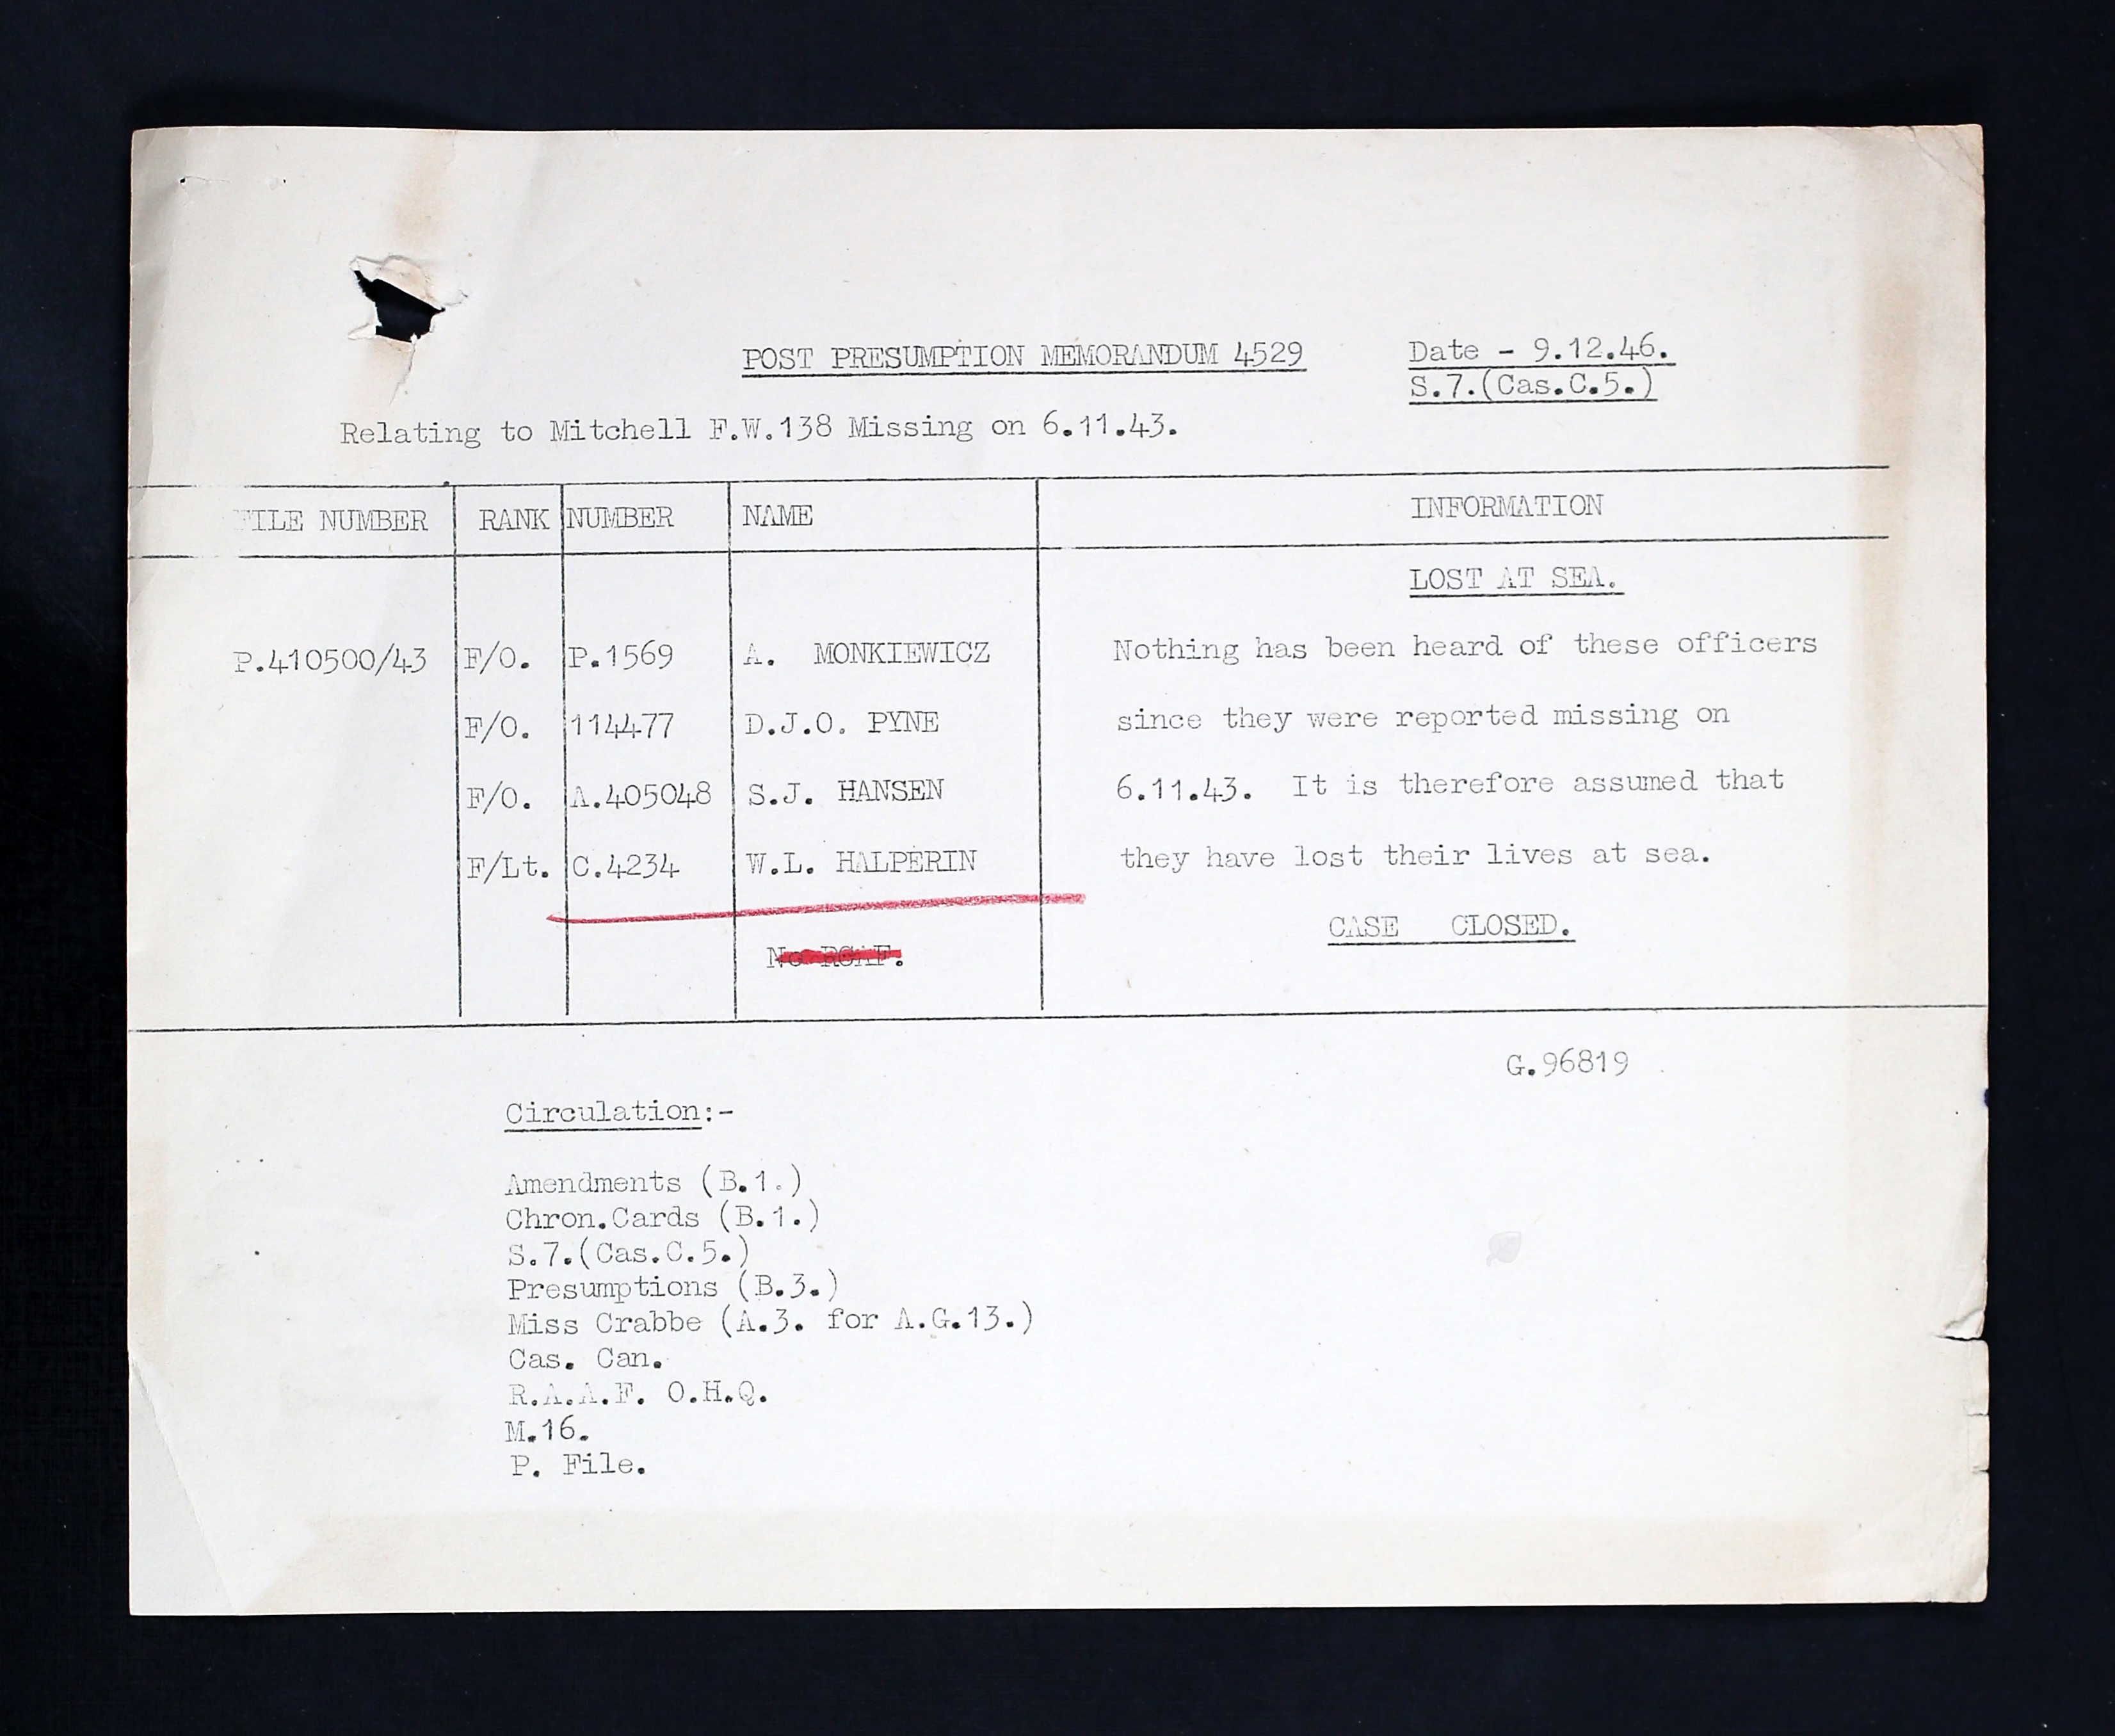 POST PRESUMPTION MEMORANDUM 4529
Date - 9.12.46.
S.7.(Cas.C.5.)
Relating to Mitchell F.W.138 Missing on 6.11.43.
FILE NUMBER RANK NUMBER NAME INFORMATION
LOST AT SEA.
P.410500/43 F/O. P.1569 A. MONKIEWICZ Nothing has been heard of these officers
F/O. 114477 D.J.O. PYNE since they were reported missing on
F/O. A.405048 S.J. HANSEN 6.11.43. It is therefore assumed that
F/Lt. C.4234 W.L. HALPERIN they have lost their lives at sea.
CASE CLOSED.
No RCAF.
G.96819
Circulation:-
Amendments (B.1.)
Chron.Cards (B.1.)
S.7.(Cas.C.5.)
Presumptions (B.3.)
Miss Crabbe (A.3. for A.G.13.)
Cas. Can.
R.A.A.F. O.H.Q.
M.16.
P. File.